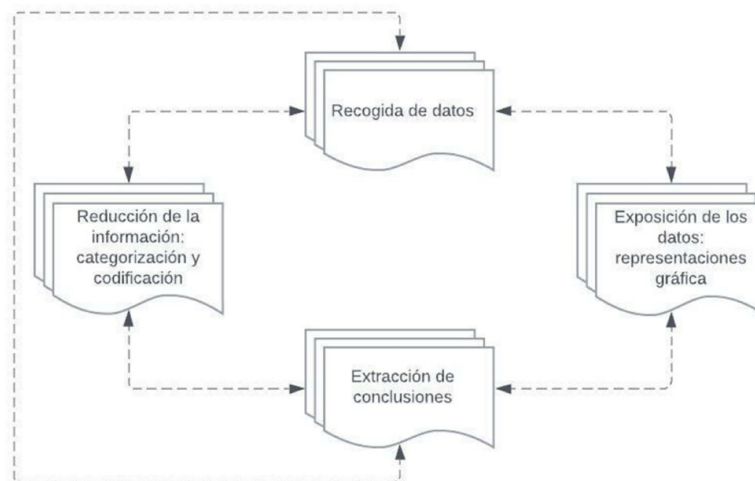 Recogida de datos
Reducción de la
información:
categorización y
codificación
Exposición de los
datos:
representaciones
gráfica
Extracción de
conclusiones